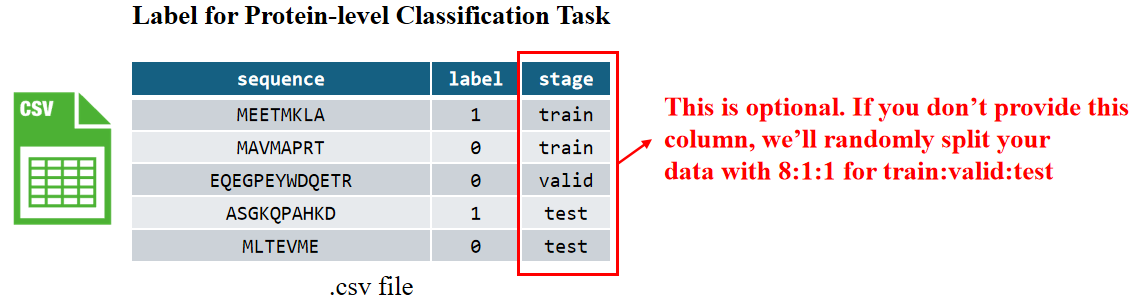 Label for Protein-level Classification Task
CSV
sequence label stage
MEETMKLA 1 train
MAVMAPRT 0 train
EQEGPEYWDQETR 0 valid
ASGKQPAHKD 1 test
MLTEVME 0 test
.csv file
This is optional. If you don’t provide this
column, we’ll randomly split your
data with 8:1:1 for train:valid:test